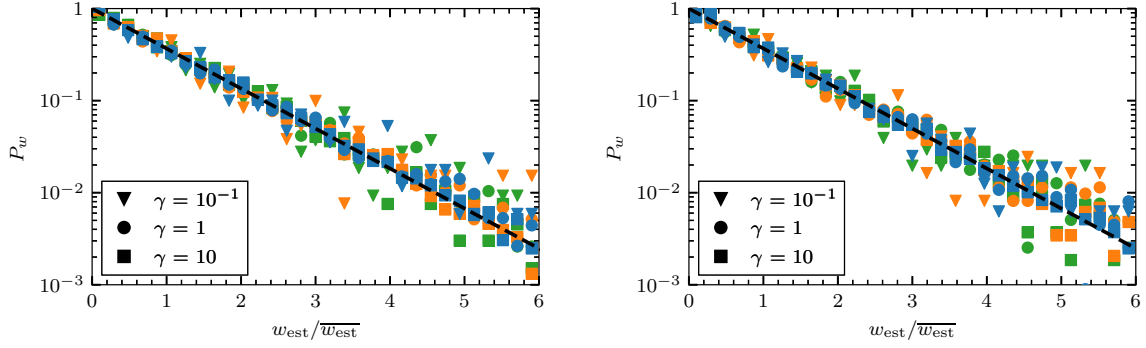 1
10⁻¹
10⁻²
10⁻³
P_w
γ = 10⁻¹
γ = 1
γ = 10
0 1 2 3 4 5 6
w_est/w_est
1
10⁻¹
10⁻²
10⁻³
P_w
γ = 10⁻¹
γ = 1
γ = 10
0 1 2 3 4 5 6
w_est/w_est